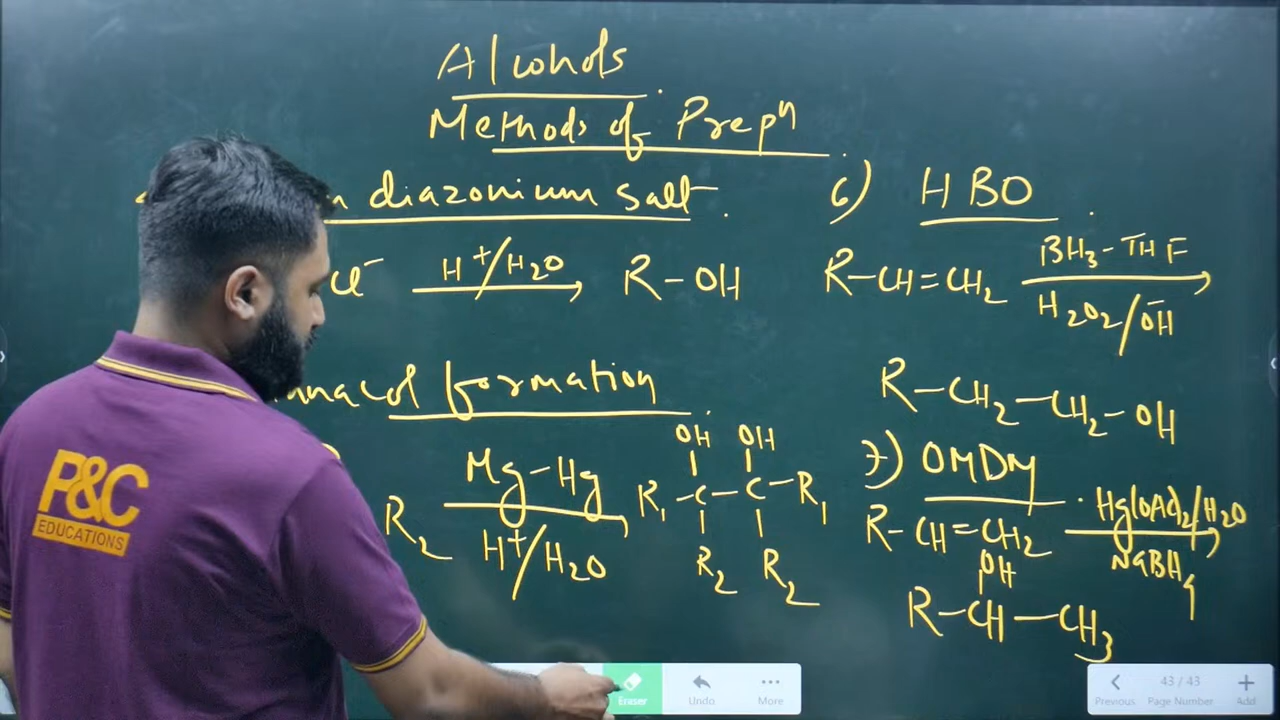 Alcohols
Methods of Prepⁿ
diazonium salt
Cl⁻ H⁺/H₂O R-OH
formation
R₂ Mg-Hg H⁺/H₂O
OH OH
R₁-C-C-R₁
R₂ R₂
6) HBO
R-CH=CH₂ BH₃-THF
H₂O₂/OH⁻
R-CH₂-CH₂-OH
7) OMDM
R-CH=CH₂ Hg(OAc)₂/H₂O
NaBH₄
OH
R-CH-CH₃
P&C
EDUCATIONS
Eraser
Undo
More
Previous
43 / 43
Page Number
Add